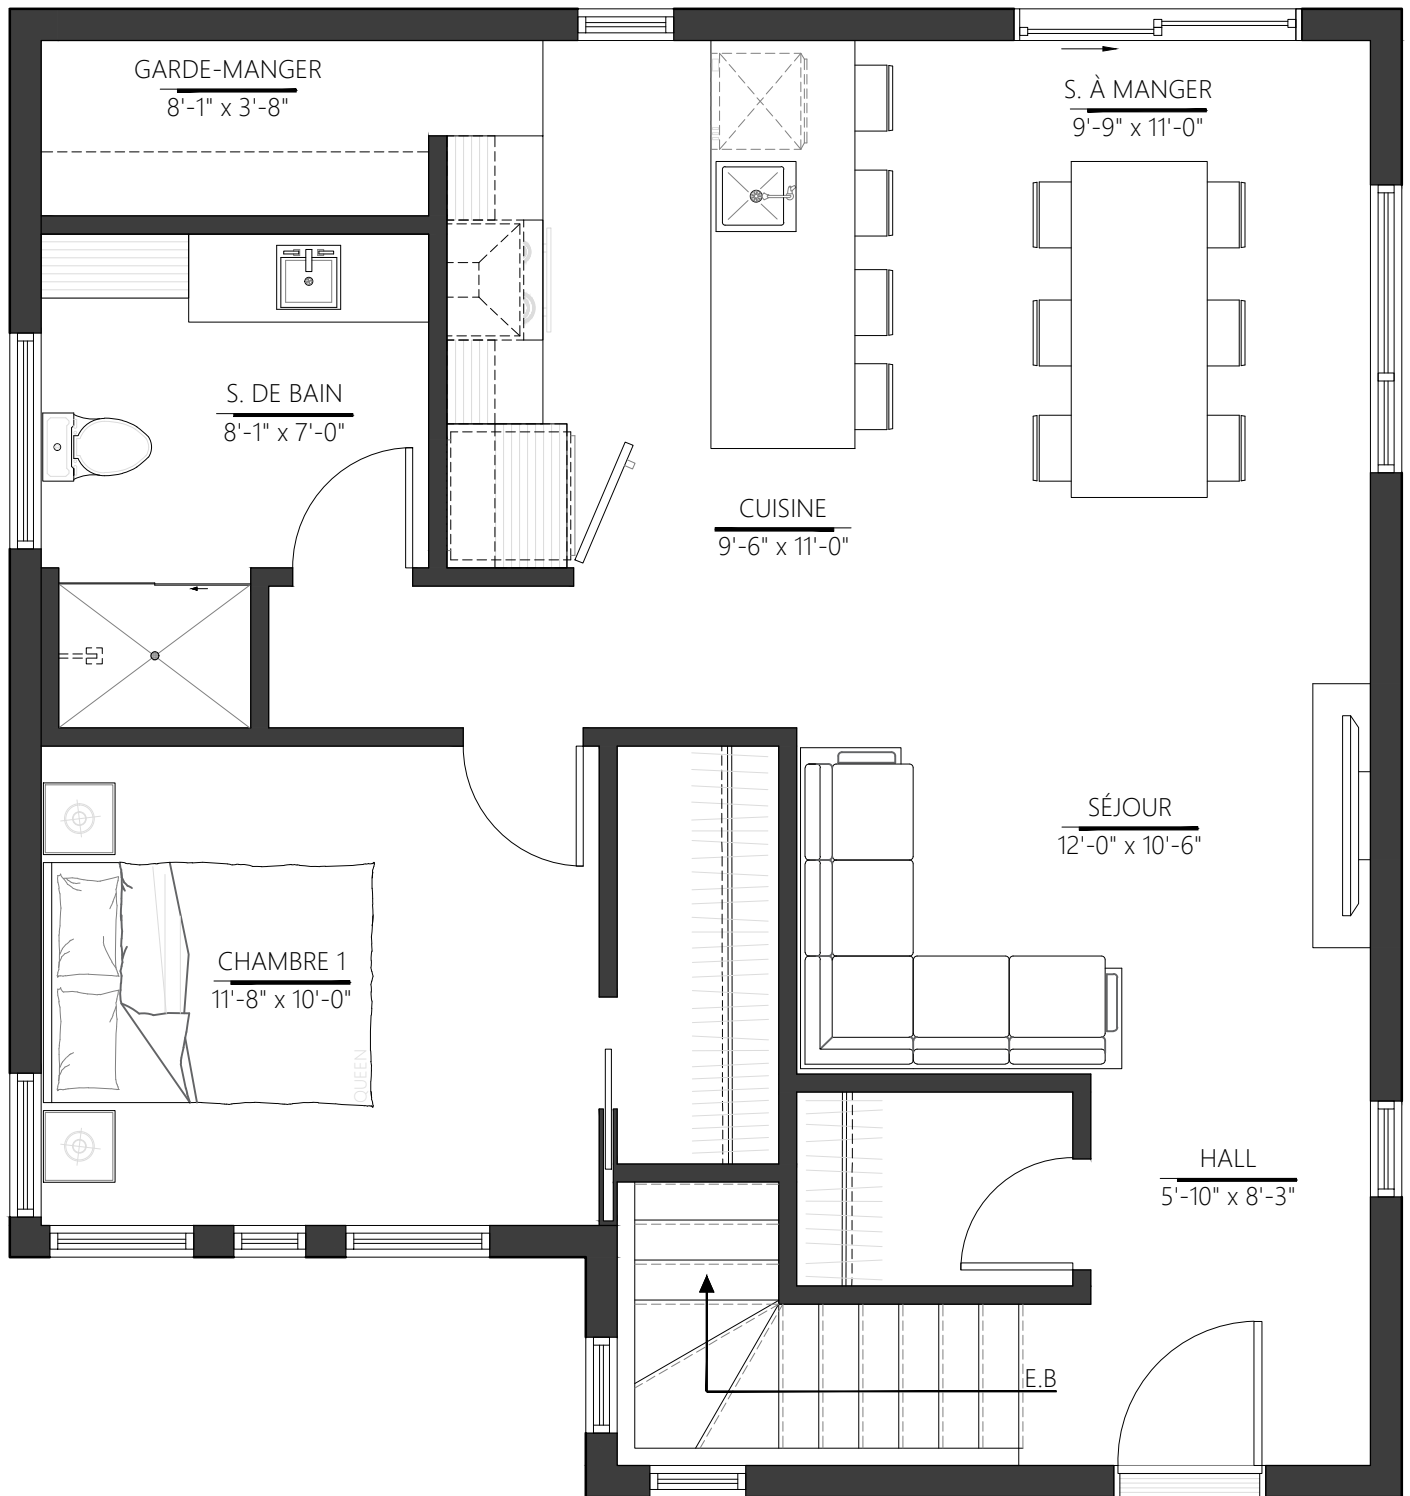 GARDE-MANGER
8'-1" x 3'-8"
S. À MANGER
9'-9" x 11'-0"
S. DE BAIN
8'-1" x 7'-0"
CUISINE
9'-6" x 11'-0"
SÉJOUR
12'-0" x 10'-6"
CHAMBRE 1
11'-8" x 10'-0"
QUEEN
HALL
5'-10" x 8'-3"
E.B